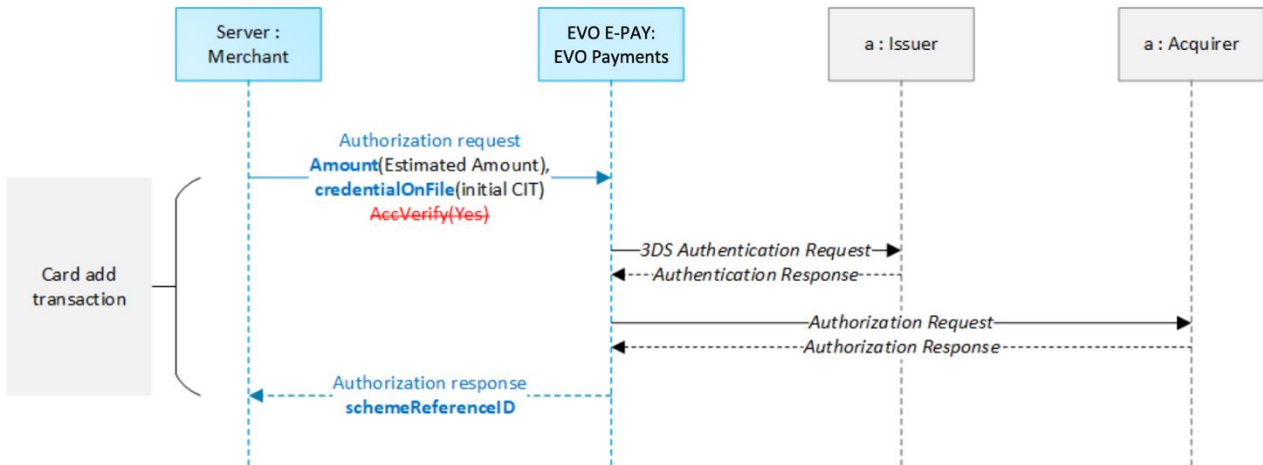 Server :
Merchant
EVO E-PAY:
EVO Payments
a : Issuer
a : Acquirer
Authorization request
Amount(Estimated Amount),
credentialOnFile(initial CIT)
AccVerify(Yes)
Card add
transaction
3DS Authentication Request
Authentication Response
Authorization Request
Authorization Response
Authorization response
schemeReferenceID